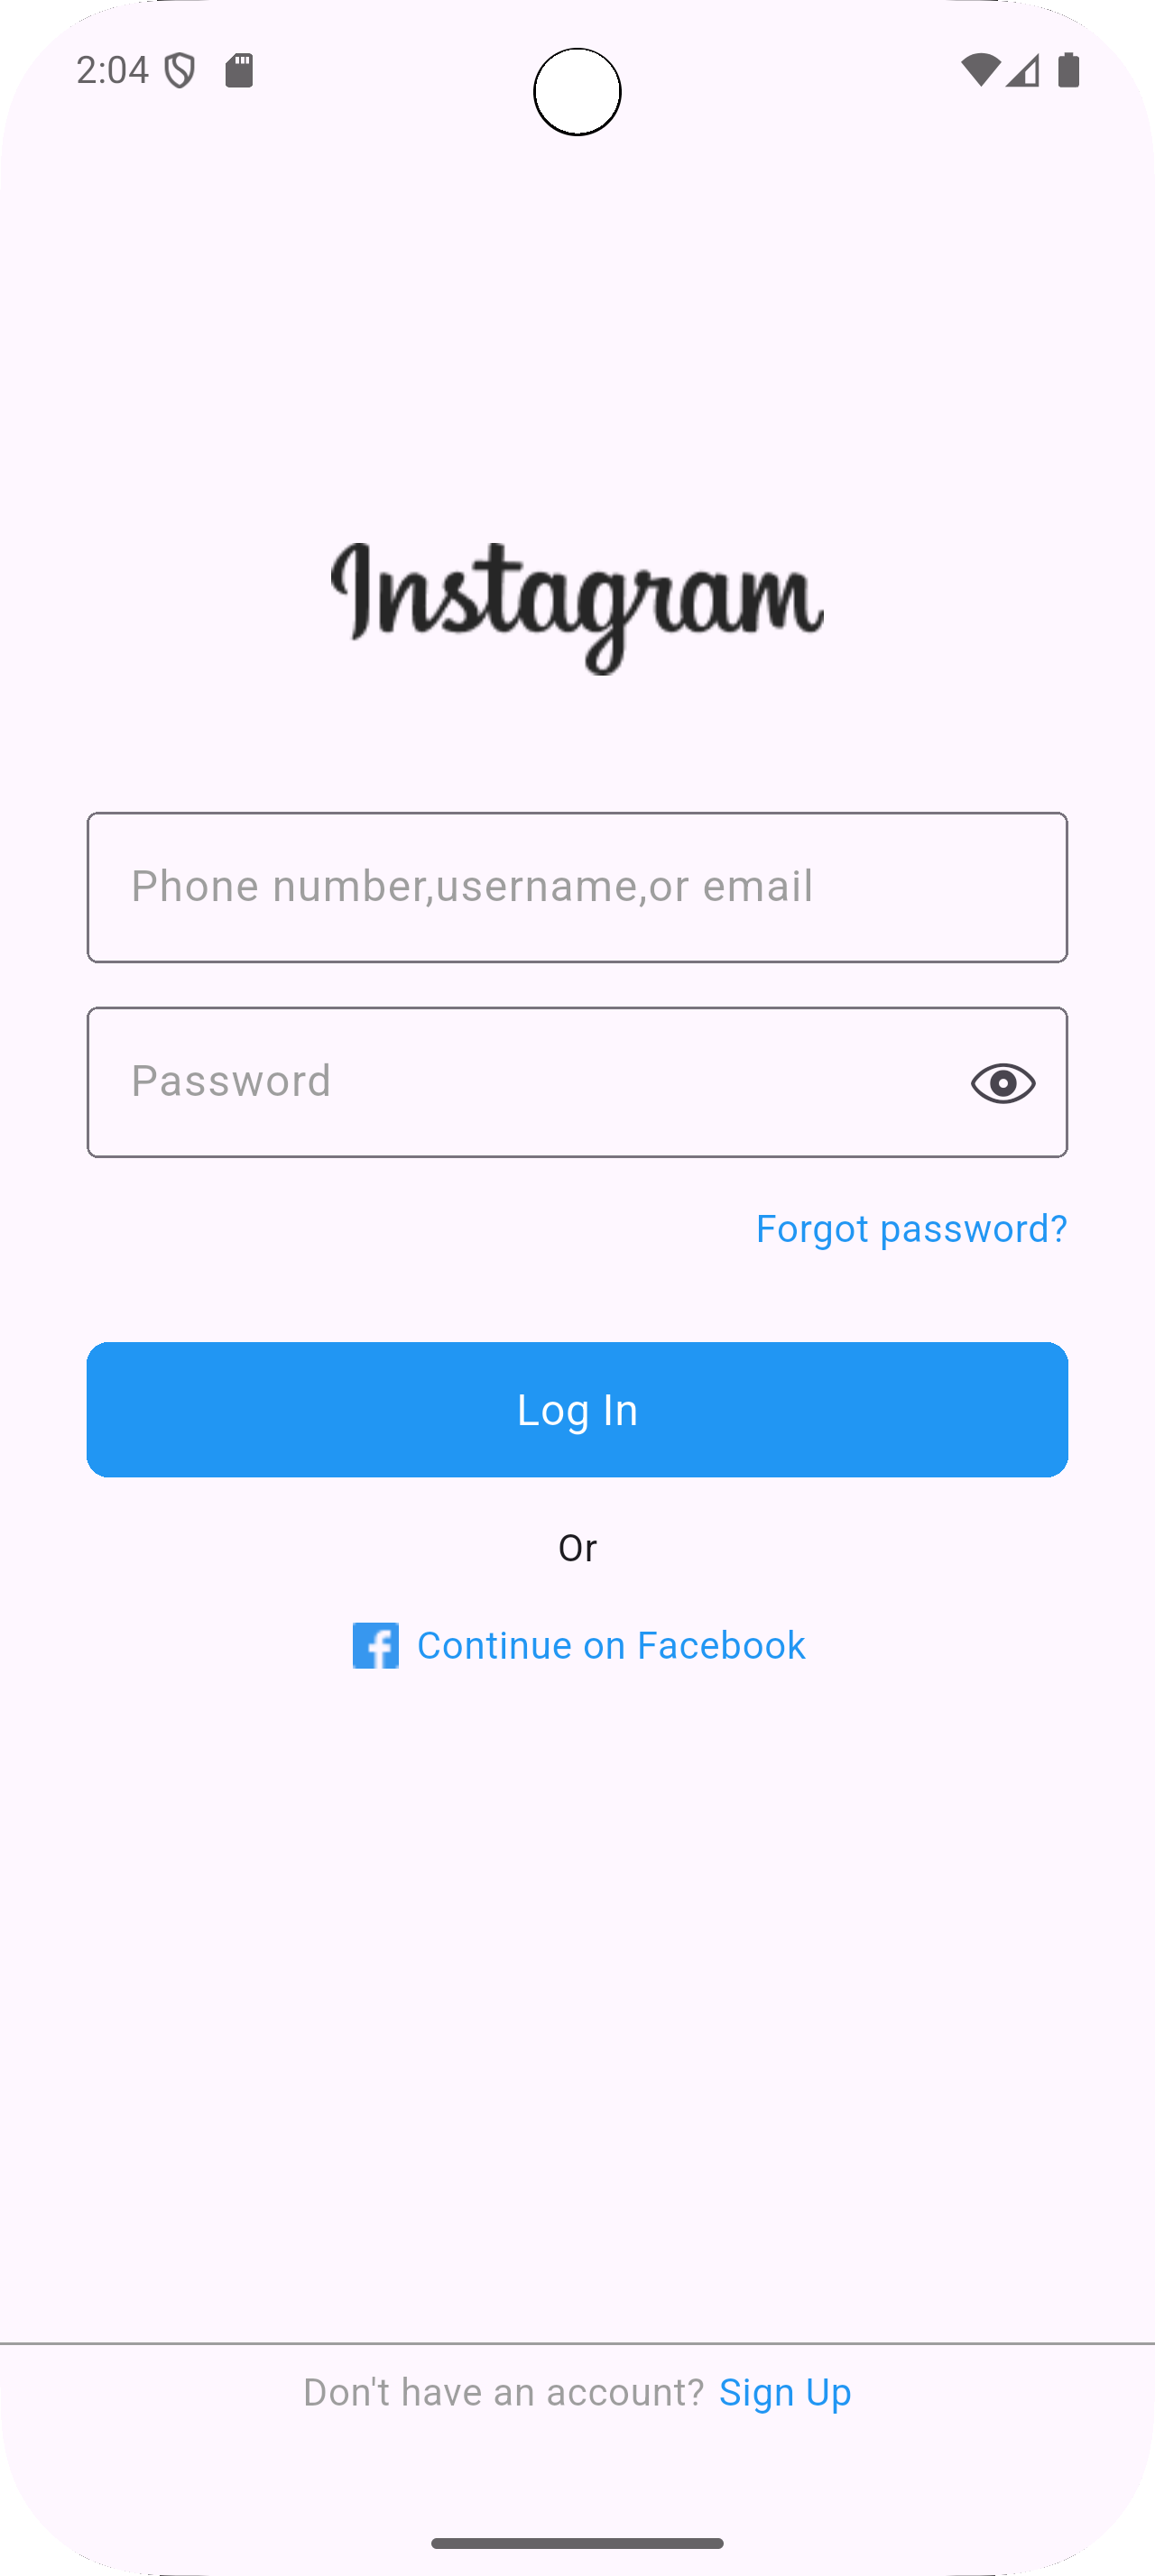 2:04
Instagram
Phone number,username,or email
Password
Forgot password?
Log In
Or
Continue on Facebook
Don't have an account? Sign Up